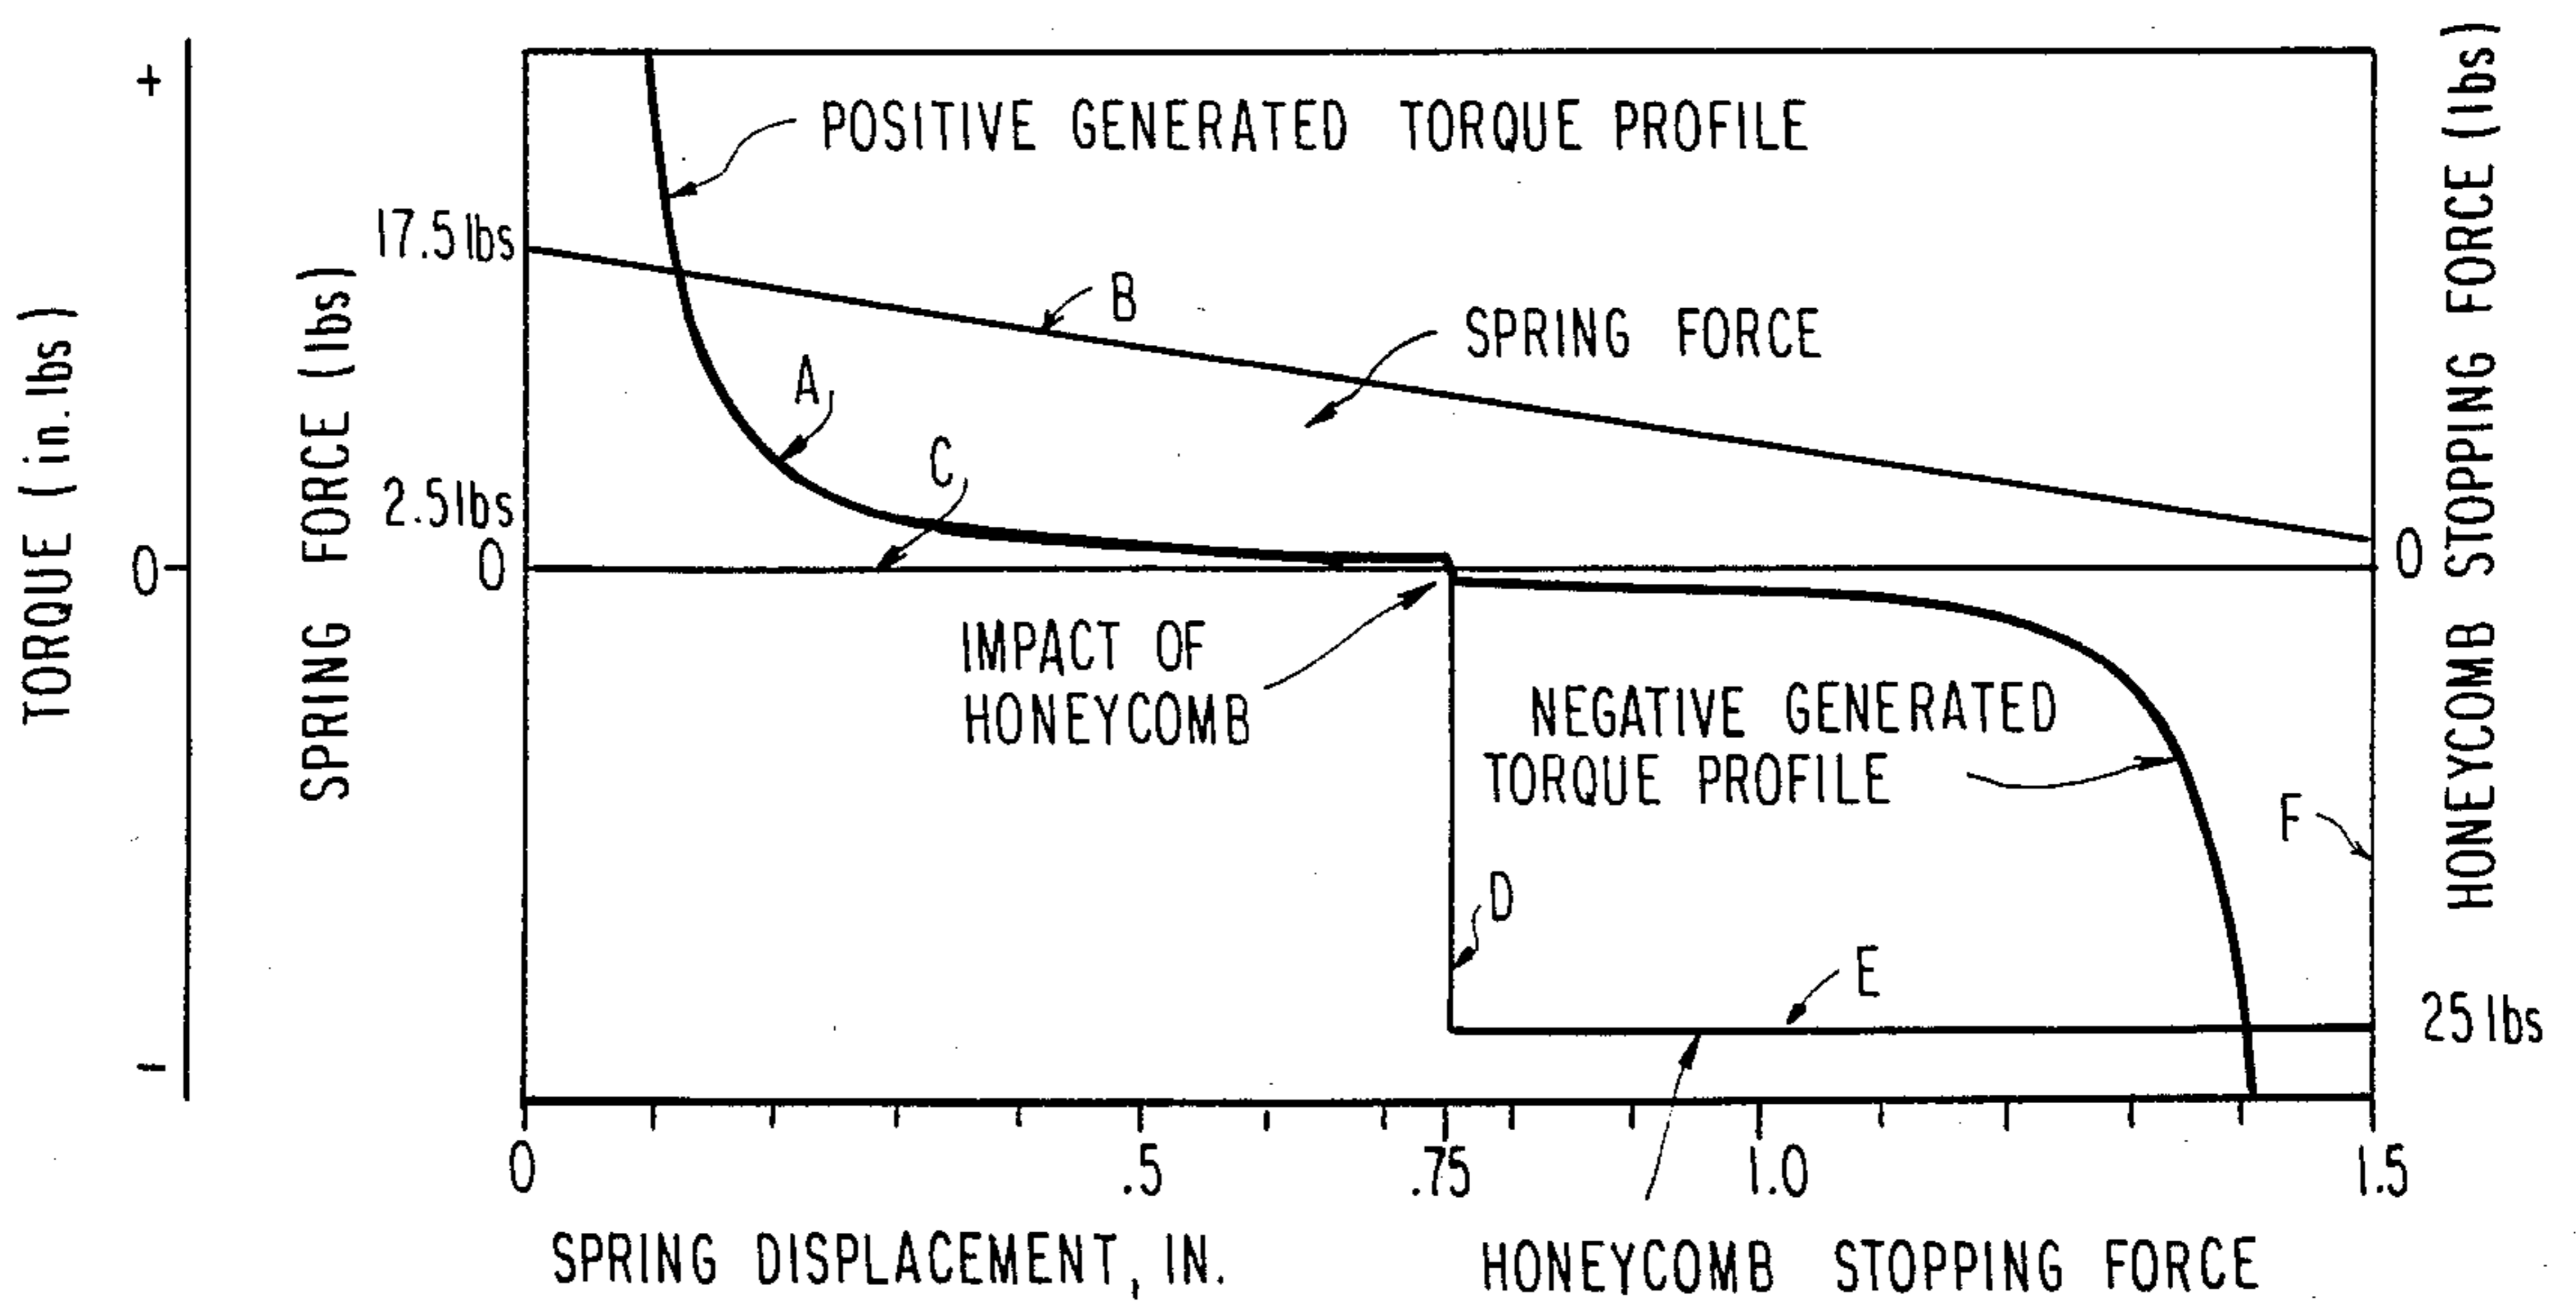 TORQUE (in.lbs)
+
0
-
SPRING FORCE (lbs)
17.5 lbs
2.5 lbs
0
POSITIVE GENERATED TORQUE PROFILE
A
B
C
SPRING FORCE
IMPACT OF
HONEYCOMB
NEGATIVE GENERATED
TORQUE PROFILE
D
E
F
0
25 lbs
HONEYCOMB STOPPING FORCE (lbs)
0
.5
.75
1.0
1.5
SPRING DISPLACEMENT, IN.
HONEYCOMB STOPPING FORCE